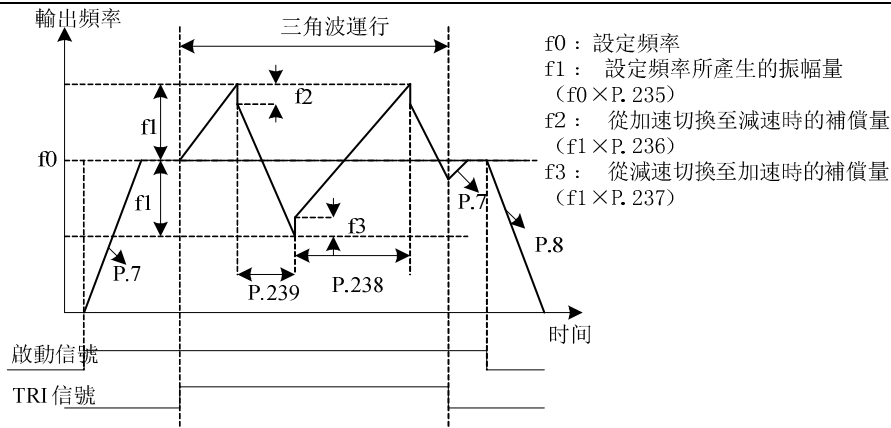 輸出頻率
三角波運行
f0：設定頻率
f1： 設定頻率所產生的振幅量
（f0×P.235）
f2： 從加速切換至減速時的補償量
（f1×P.236）
f3： 從減速切換至加速時的補償量
（f1×P.237）
f2
f1
f0
f1
f3
P.7
P.7
P.8
P.239
P.238
时间
啟動信號
TRI信號